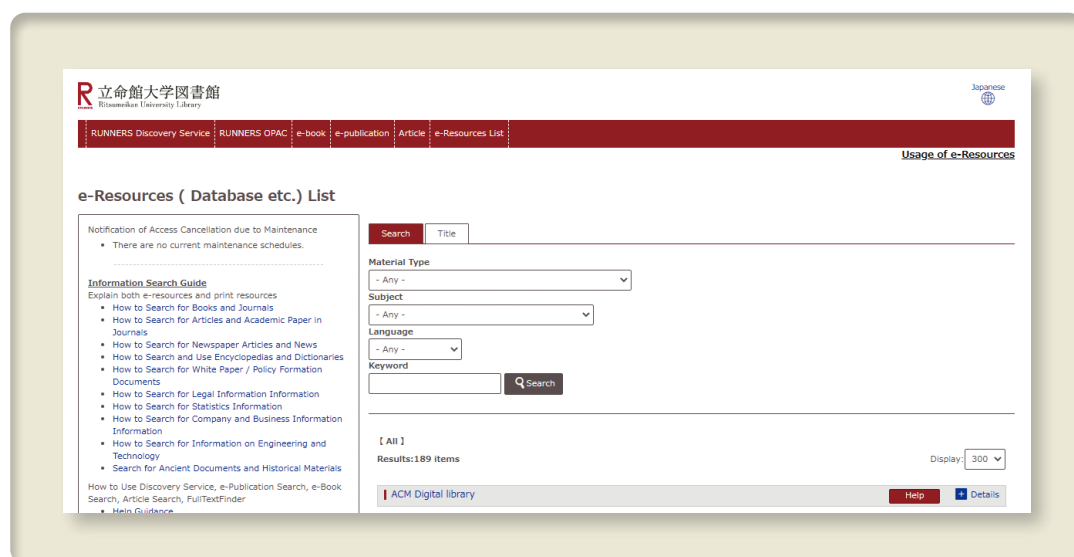 立命館大学図書館
Ritsumeikan University Library
Japanese
RUNNERS Discovery Service RUNNERS OPAC e-book e-publication Article e-Resources List
Usage of e-Resources
e-Resources ( Database etc.) List
Notification of Access Cancellation due to Maintenance
There are no current maintenance schedules.
Information Search Guide
Explain both e-resources and print resources
How to Search for Books and Journals
How to Search for Articles and Academic Paper in
Journals
How to Search for Newspaper Articles and News
How to Search and Use Encyclopedias and Dictionaries
How to Search for White Paper / Policy Formation
Documents
How to Search for Legal Information Information
How to Search for Statistics Information
How to Search for Company and Business Information
Information
How to Search for Information on Engineering and
Technology
Search for Ancient Documents and Historical Materials
How to Use Discovery Service, e-Publication Search, e-Book
Search, Article Search, FullTextFinder
Help Guidance
Search Title
Material Type
- Any -
Subject
- Any -
Language
- Any -
Keyword
Search
【 All 】
Results:189 items
Display: 300
ACM Digital library
Help + Details